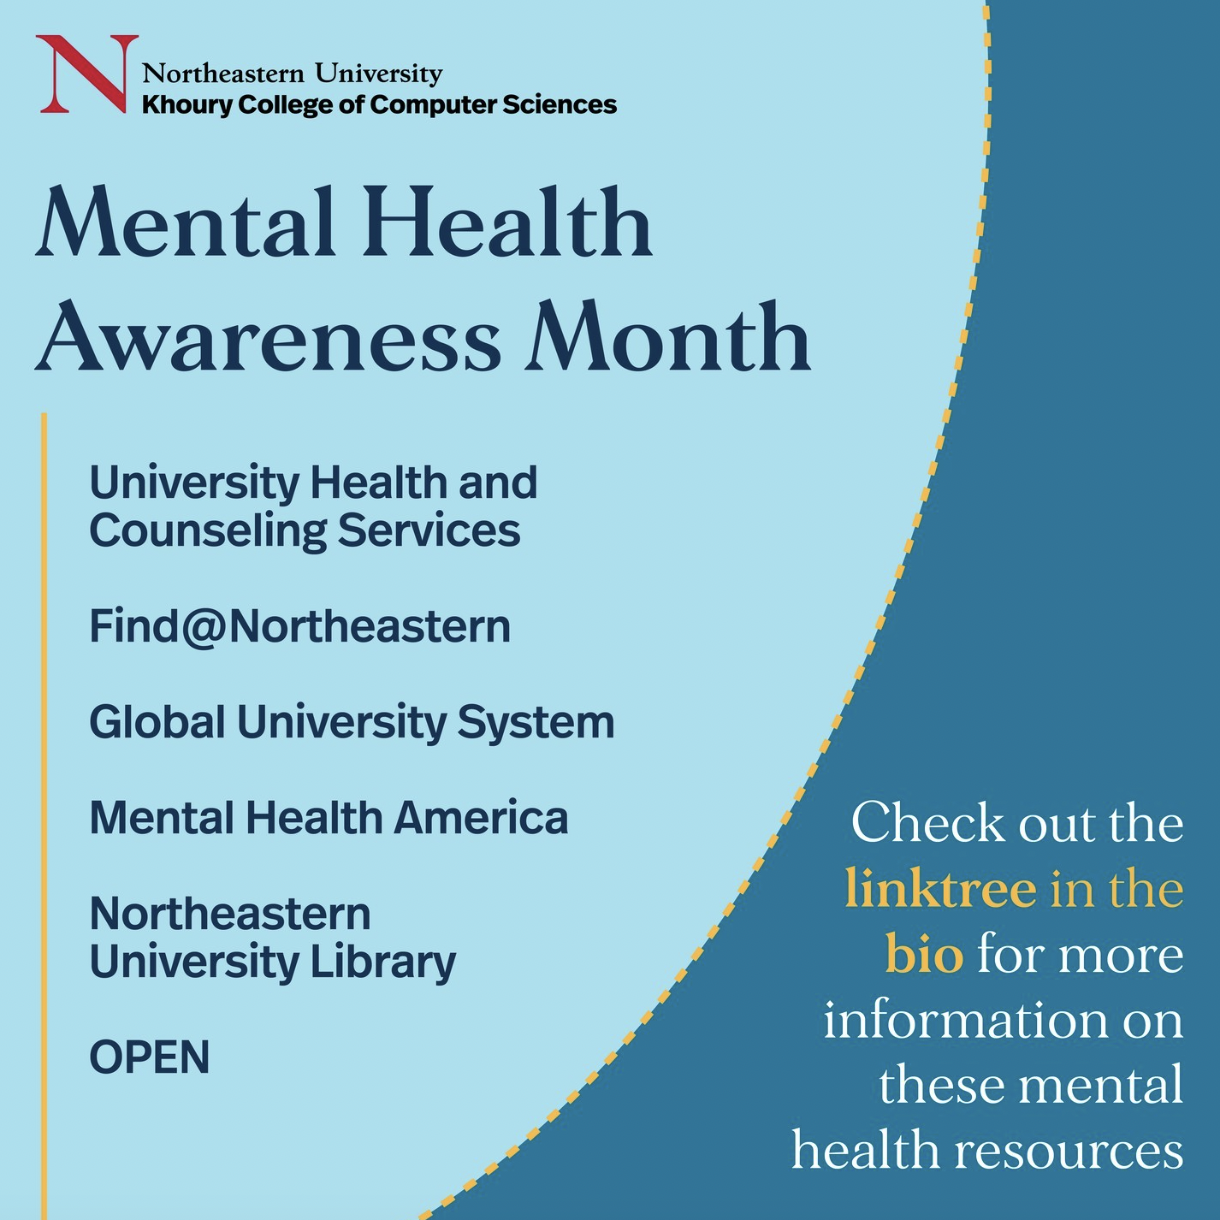 N
Northeastern University
Khoury College of Computer Sciences
Mental Health
Awareness Month
University Health and
Counseling Services
Find@Northeastern
Global University System
Mental Health America
Northeastern
University Library
OPEN
Check out the
linktree in the
bio for more
information on
these mental
health resources